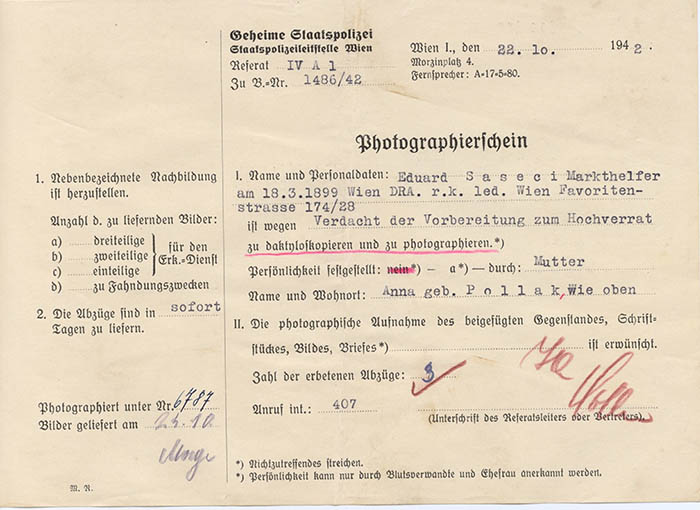 Geheime Staatspolizei
Staatspolizeileitstelle Wien
Referat IV A 1
Zu B.-Nr. 1486/42
Wien I., den 22.10. 1942.
Morzinplatz 4.
Fernsprecher: A-17-5-80.
Photographierschein
1. Nebenbezeichnete Nachbildung
ist herzustellen.
Anzahl d. zu liefernden Bilder:
a) dreiteilige
b) zweiteilige
c) einteilige
für den
Erk.-Dienst
d) zu Fahndungszwecken
2. Die Abzüge sind in sofort
Tagen zu liefern.
Photographiert unter Nr. 6787
Bilder geliefert am 23.10.
M. R.
I. Name und Personaldaten: Eduard S a s e c i Markthelfer
am 18.3.1899 Wien DRA. r.k. led. Wien Favoriten-
strasse 174/28
ist wegen Verdacht der Vorbereitung zum Hochverrat
zu daktyloskopieren und zu photographieren.*)
Persönlichkeit festgestellt: nein*) – a*) – durch: Mutter
Name und Wohnort: Anna geb. P o l l a k, wie oben
II. Die photographische Aufnahme des beigefügten Gegenstandes, Schrift-
stückes, Bildes, Briefes*) ist erwünscht.
Zahl der erbetenen Abzüge: 3
Anruf int.: 407
(Unterschrift des Referatsleiters oder Vertreters)
*) Nichtzutreffendes streichen.
*) Persönlichkeit kann nur durch Blutsverwandte und Ehefrau anerkannt werden.